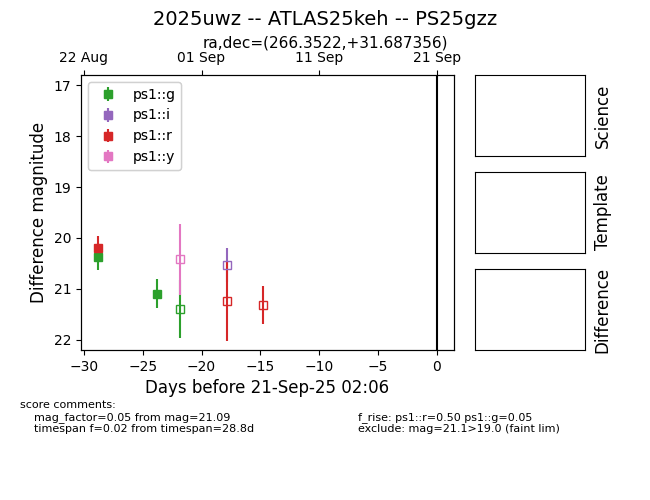 2025uwz -- ATLAS25keh -- PS25gzz
ra,dec=(266.3522,+31.687356)
22 Aug 01 Sep 11 Sep 21 Sep
ps1::g
ps1::i
ps1::r
ps1::y
17
18
19
20
21
22
Difference magnitude
−30 −25 −20 −15 −10 −5 0
Days before 21-Sep-25 02:06
Science
Template
Difference
score comments:
mag_factor=0.05 from mag=21.09
timespan f=0.02 from timespan=28.8d
f_rise: ps1::r=0.50 ps1::g=0.05
exclude: mag=21.1>19.0 (faint lim)